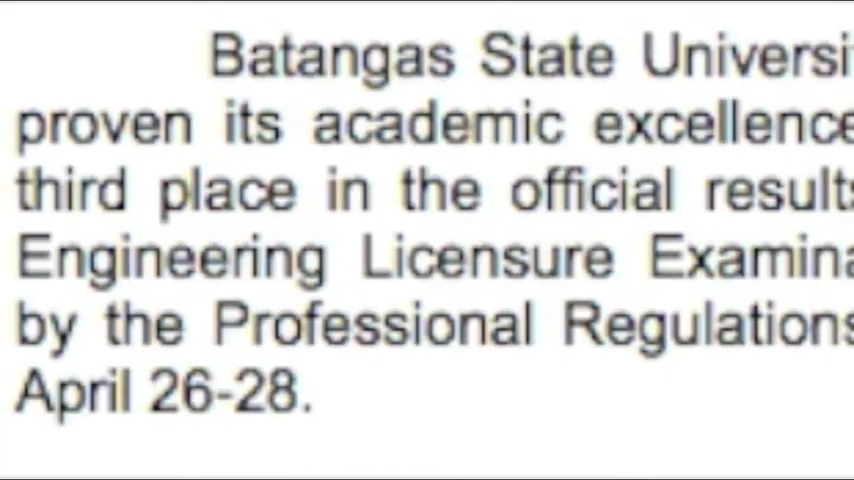 Batangas State Universi
proven its academic excellence
third place in the official results
Engineering Licensure Examina
by the Professional Regulations
April 26-28.